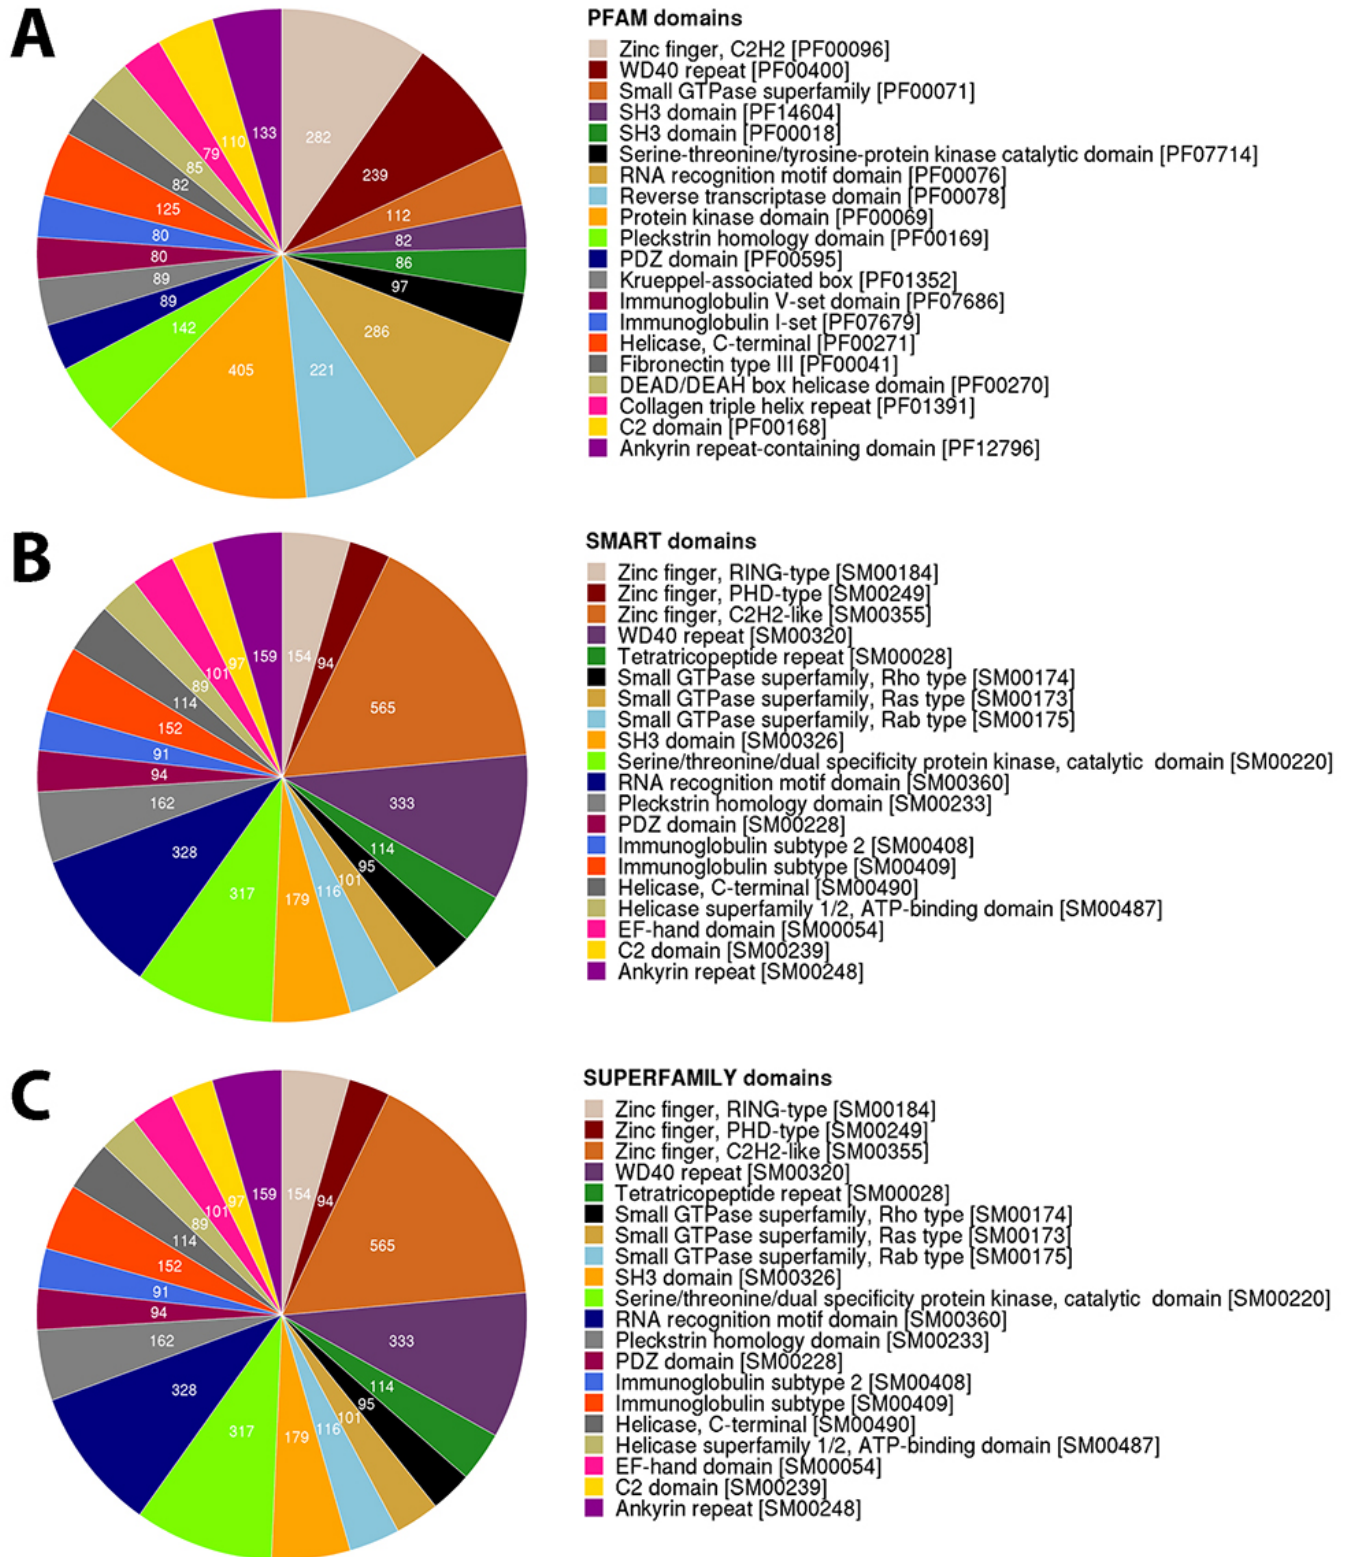 A
PFAM domains
Zinc finger, C2H2 [PF00096]
WD40 repeat [PF00400]
Small GTPase superfamily [PF00071]
SH3 domain [PF14604]
SH3 domain [PF00018]
Serine-threonine/tyrosine-protein kinase catalytic domain [PF07714]
RNA recognition motif domain [PF00076]
Reverse transcriptase domain [PF00078]
Protein kinase domain [PF00069]
Pleckstrin homology domain [PF00169]
PDZ domain [PF00595]
Krueppel-associated box [PF01352]
Immunoglobulin V-set domain [PF07686]
Immunoglobulin I-set [PF07679]
Helicase, C-terminal [PF00271]
Fibronectin type III [PF00041]
DEAD/DEAH box helicase domain [PF00270]
Collagen triple helix repeat [PF01391]
C2 domain [PF00168]
Ankyrin repeat-containing domain [PF12796]
282
239
112
82
86
97
286
221
405
142
89
89
80
80
125
82
85
79
110
133
B
SMART domains
Zinc finger, RING-type [SM00184]
Zinc finger, PHD-type [SM00249]
Zinc finger, C2H2-like [SM00355]
WD40 repeat [SM00320]
Tetratricopeptide repeat [SM00028]
Small GTPase superfamily, Rho type [SM00174]
Small GTPase superfamily, Ras type [SM00173]
Small GTPase superfamily, Rab type [SM00175]
SH3 domain [SM00326]
Serine/threonine/dual specificity protein kinase, catalytic  domain [SM00220]
RNA recognition motif domain [SM00360]
Pleckstrin homology domain [SM00233]
PDZ domain [SM00228]
Immunoglobulin subtype 2 [SM00408]
Immunoglobulin subtype [SM00409]
Helicase, C-terminal [SM00490]
Helicase superfamily 1/2, ATP-binding domain [SM00487]
EF-hand domain [SM00054]
C2 domain [SM00239]
Ankyrin repeat [SM00248]
154
94
565
333
114
95
101
116
179
317
328
162
94
91
152
114
89
101
97
159
C
SUPERFAMILY domains
Zinc finger, RING-type [SM00184]
Zinc finger, PHD-type [SM00249]
Zinc finger, C2H2-like [SM00355]
WD40 repeat [SM00320]
Tetratricopeptide repeat [SM00028]
Small GTPase superfamily, Rho type [SM00174]
Small GTPase superfamily, Ras type [SM00173]
Small GTPase superfamily, Rab type [SM00175]
SH3 domain [SM00326]
Serine/threonine/dual specificity protein kinase, catalytic  domain [SM00220]
RNA recognition motif domain [SM00360]
Pleckstrin homology domain [SM00233]
PDZ domain [SM00228]
Immunoglobulin subtype 2 [SM00408]
Immunoglobulin subtype [SM00409]
Helicase, C-terminal [SM00490]
Helicase superfamily 1/2, ATP-binding domain [SM00487]
EF-hand domain [SM00054]
C2 domain [SM00239]
Ankyrin repeat [SM00248]
154
94
565
333
114
95
101
116
179
317
328
162
94
91
152
114
89
101
97
159